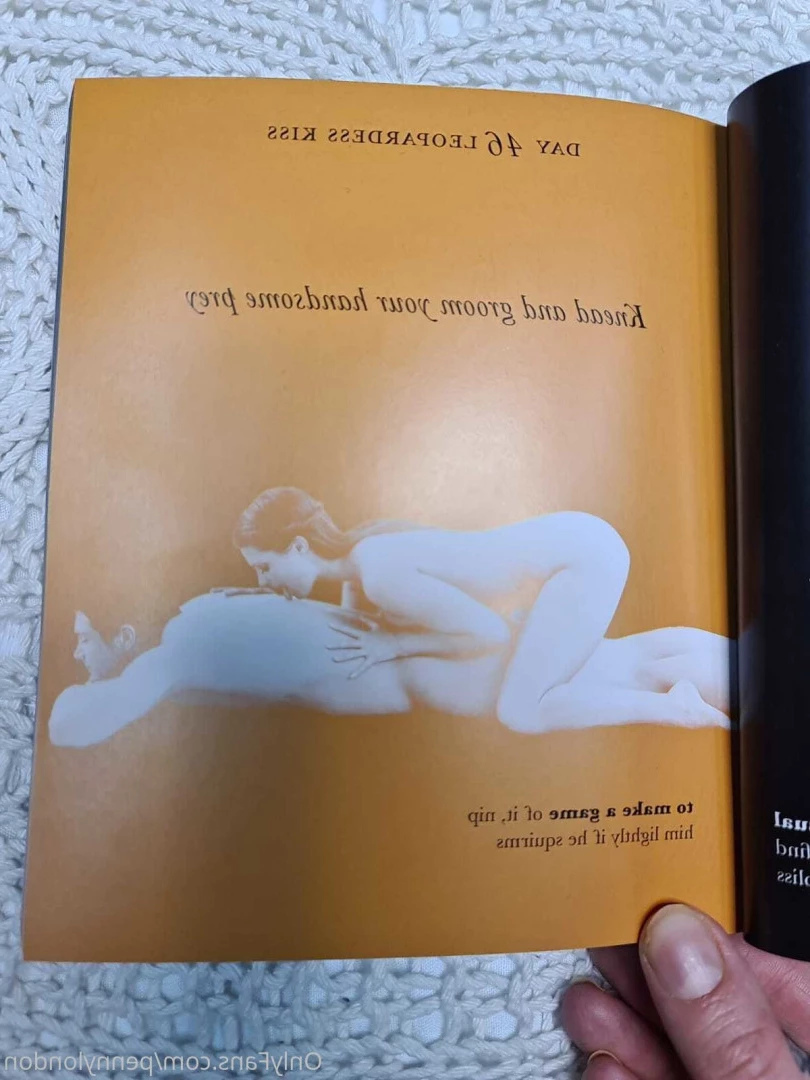 DAY 46 LEOPARDESS KISS
Knead and groom your handsome prey
to make a game of it, nip
him lightly if he squirms
find
OnlyFans.com/pennylondon